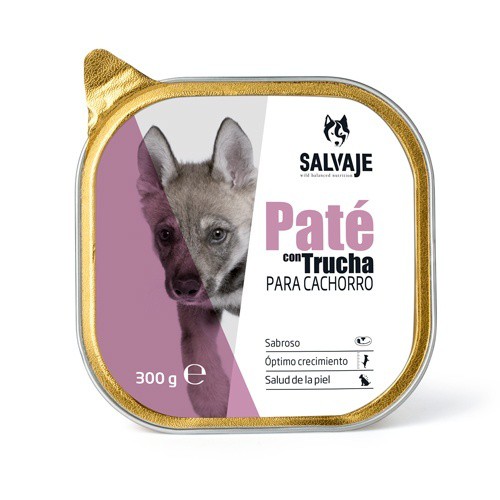 SALVAJE
wild balanced nutrition
Paté
con Trucha
PARA CACHORRO
Sabroso
Óptimo crecimiento
Salud de la piel
300 g ℮